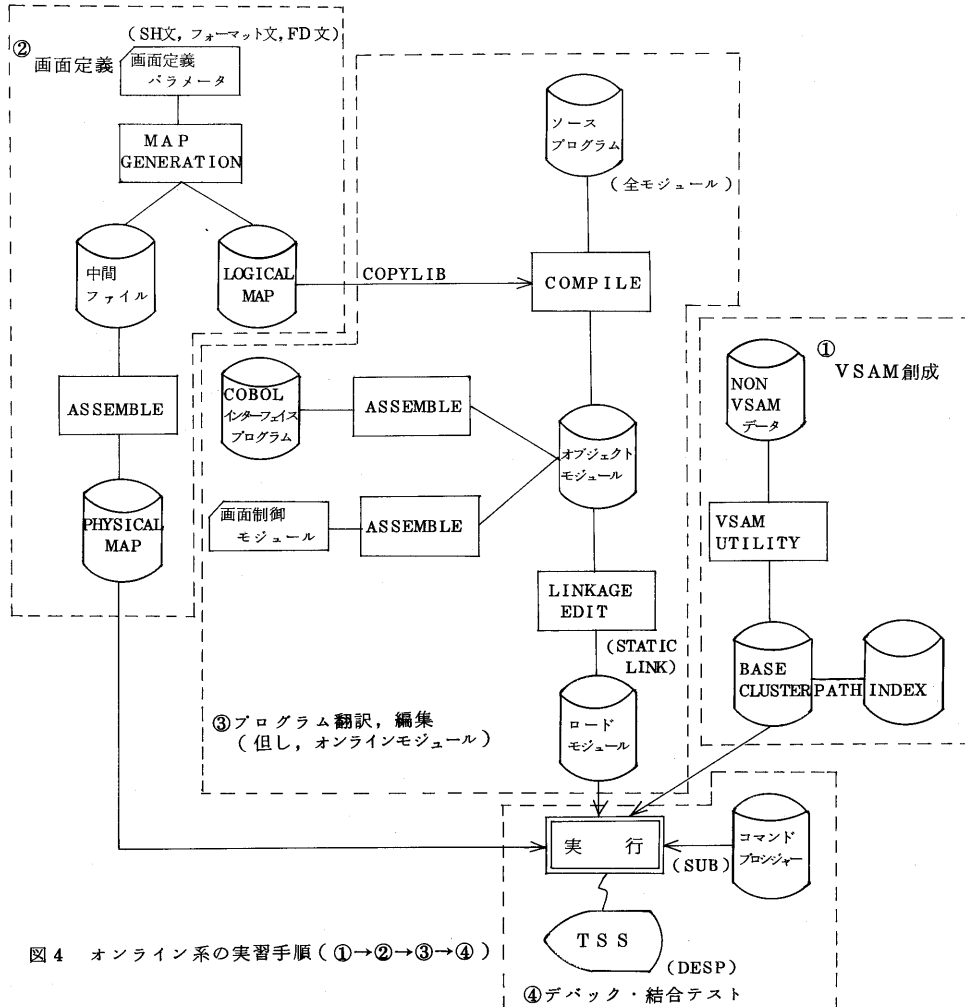 ②
画面定義
(SH文,フォーマット文,FD文)
画面定義
パラメータ
MAP
GENERATION
中間
ファイル
LOGICAL
MAP
COPYLIB
ASSEMBLE
PHYSICAL
MAP
ソース
プログラム
(全モジュール)
COMPILE
COBOL
インターフェイス
プログラム
ASSEMBLE
画面制御
モジュール
ASSEMBLE
オブジェクト
モジュール
LINKAGE
EDIT
(STATIC
LINK)
ロード
モジュール
③プログラム翻訳,編集
(但し,オンラインモジュール)
①
VSAM創成
NON
VSAM
データ
VSAM
UTILITY
BASE
CLUSTER
PATH
INDEX
実 行
(SUB)
コマンド
プロシジャー
TSS
(DESP)
④デバック・結合テスト
図4 オンライン系の実習手順(①→②→③→④)